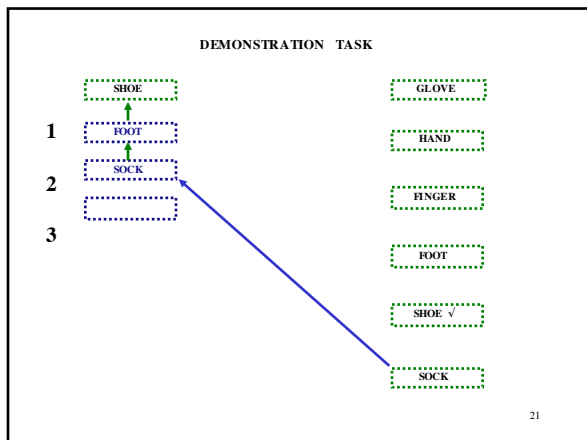 DEMONSTRATION TASK
SHOE
GLOVE
1
FOOT
HAND
SOCK
2
FINGER
3
FOOT
SHOE √
SOCK
21